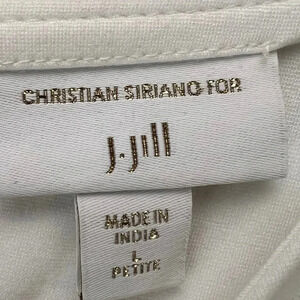 CHRISTIAN SIRIANO FOR
J.Jill
MADE IN
INDIA
L
PETITE